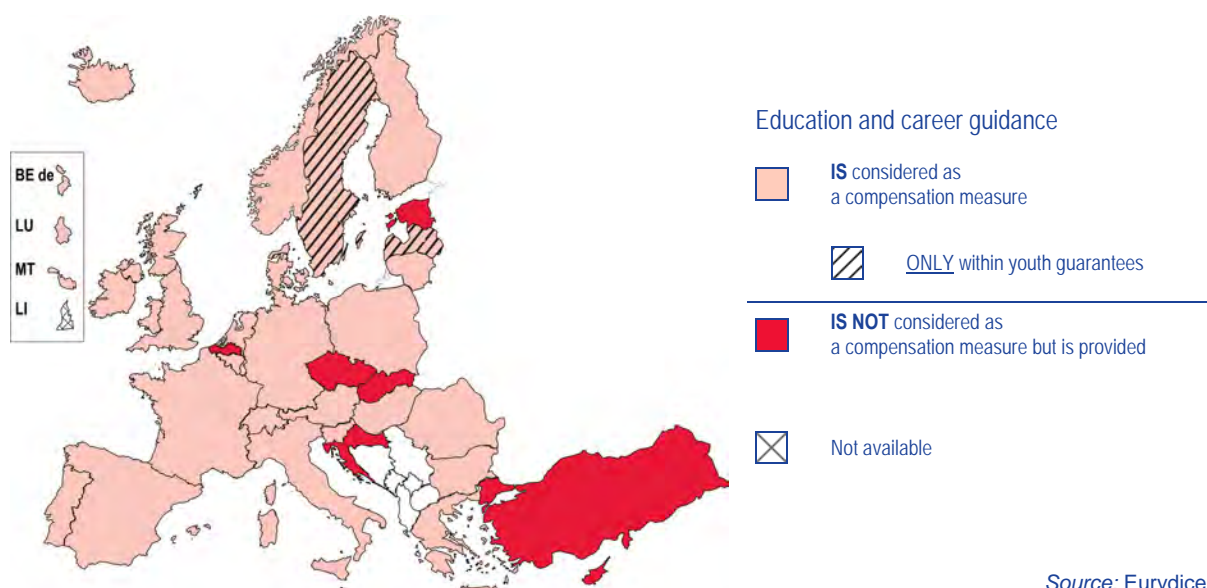 BE de
LU
MT
LI
Education and career guidance
IS considered as
a compensation measure
ONLY within youth guarantees
IS NOT considered as
a compensation measure but is provided
Not available
Source: Eurydice